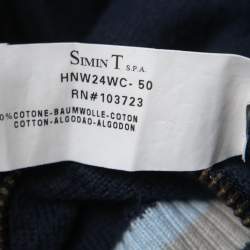 SIMIN T S.P.A.
HNW24WC- 50
RN#103723
0%COTONE-BAUMWOLLE-COTON
COTTON-ALGODAO-ALGODON